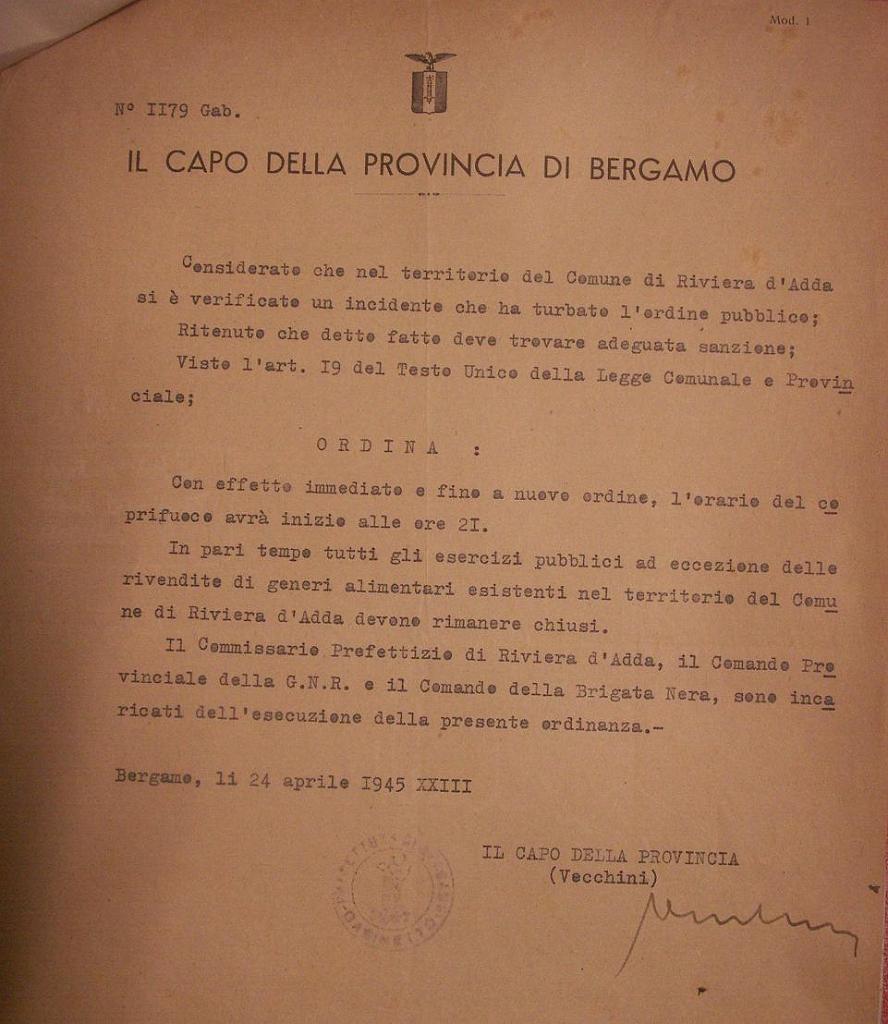 Mod. 1
Nº II79 Gab.
IL CAPO DELLA PROVINCIA DI BERGAMO
Considerato che nel territorio del Comune di Riviera d'Adda
si è verificato un incidente che ha turbato l'ordine pubblico;
Ritenuto che detto fatto deve trovare adeguata sanzione;
Visto l'art. I9 del Testo Unico della Legge Comunale e Provin
ciale;
O R D I N A :
Con effetto immediato e fino a nuovo ordine, l'orario del co
prifuoco avrà inizio alle ore 2I.
In pari tempo tutti gli esercizi pubblici ad eccezione delle
rivendite di generi alimentari esistenti nel territorio del Comu
ne di Riviera d'Adda devono rimanere chiusi.
Il Commissario Prefettizio di Riviera d'Adda, il Comando Pro
vinciale della G.N.R. e il Comando della Brigata Nera, sono inca
ricati dell'esecuzione della presente ordinanza.-
Bergamo, li 24 aprile I945 XXIII
IL CAPO DELLA PROVINCIA
(Vecchini)